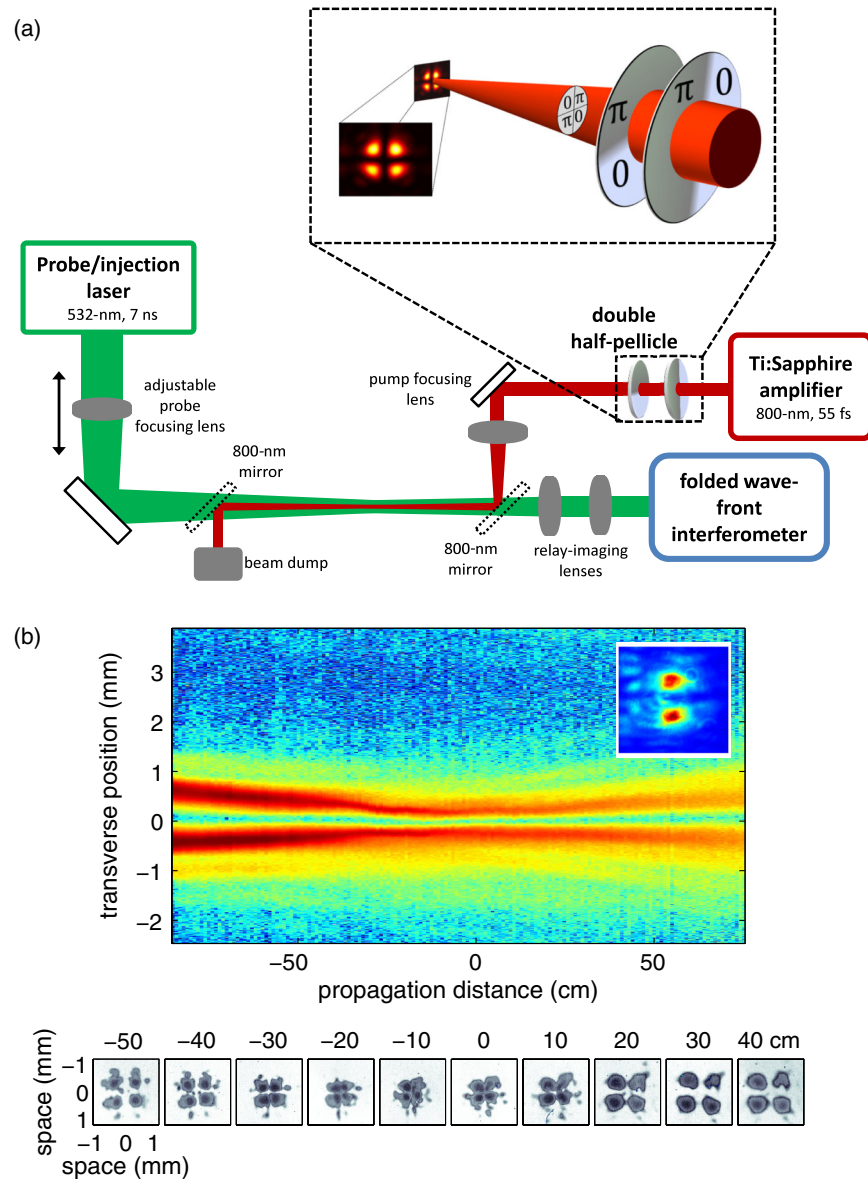 (a)
0 π
π 0
π
0
π
0
Probe/injection
laser
532-nm, 7 ns
adjustable
probe
focusing lens
800-nm
mirror
beam dump
pump focusing
lens
double
half-pellicle
Ti:Sapphire
amplifier
800-nm, 55 fs
800-nm
mirror
relay-imaging
lenses
folded wave-
front
interferometer
(b)
transverse position (mm)
3
2
1
0
−1
−2
−50 0 50
propagation distance (cm)
−50 −40 −30 −20 −10 0 10 20 30 40 cm
space (mm)
−1
0
1
−1 0 1
space (mm)